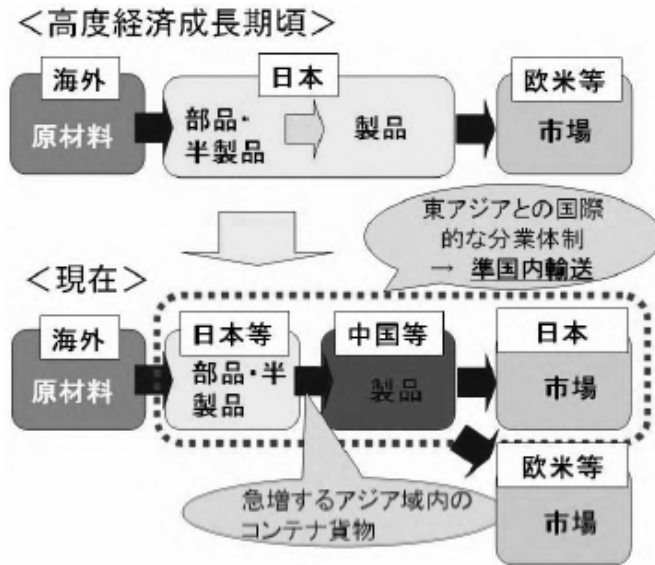 ＜高度経済成長期頃＞
海外
原材料
日本
部品・
半製品
製品
欧米等
市場
東アジアとの国際
的な分業体制
→ 準国内輸送
＜現在＞
海外
原材料
日本等
部品・半
製品
中国等
製品
日本
市場
欧米等
市場
急増するアジア域内の
コンテナ貨物